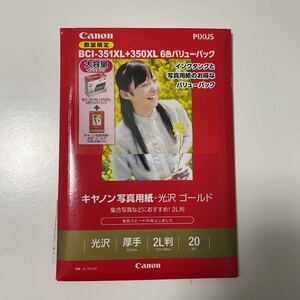 Canon
PIXUS
数量限定
BCI-351XL+350XL 6色バリューパック
大容量
インクタンクと
写真用紙のお得な
バリューパック
BCI-351XL+350XL
キヤノン写真用紙・光沢 ゴールド
集合写真などにおすすめ! 2L判
光沢
厚手
2L判
20
Canon